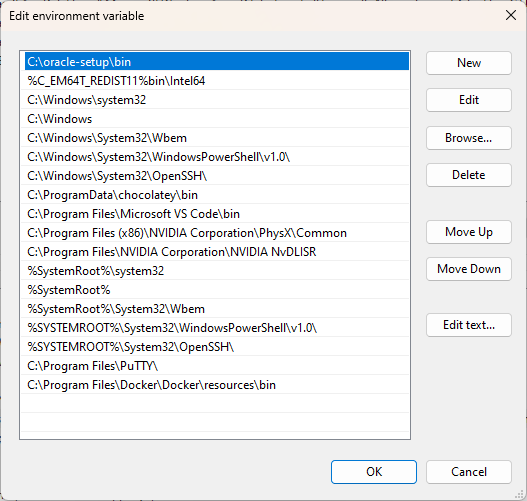 Edit environment variable
C:\oracle-setup\bin
%C_EM64T_REDIST11%bin\Intel64
C:\Windows\system32
C:\Windows
C:\Windows\System32\Wbem
C:\Windows\System32\WindowsPowerShell\v1.0\
C:\Windows\System32\OpenSSH\
C:\ProgramData\chocolatey\bin
C:\Program Files\Microsoft VS Code\bin
C:\Program Files (x86)\NVIDIA Corporation\PhysX\Common
C:\Program Files\NVIDIA Corporation\NVIDIA NvDLISR
%SystemRoot%\system32
%SystemRoot%
%SystemRoot%\System32\Wbem
%SYSTEMROOT%\System32\WindowsPowerShell\v1.0\
%SYSTEMROOT%\System32\OpenSSH\
C:\Program Files\PuTTY\
C:\Program Files\Docker\Docker\resources\bin
New
Edit
Browse...
Delete
Move Up
Move Down
Edit text...
OK
Cancel